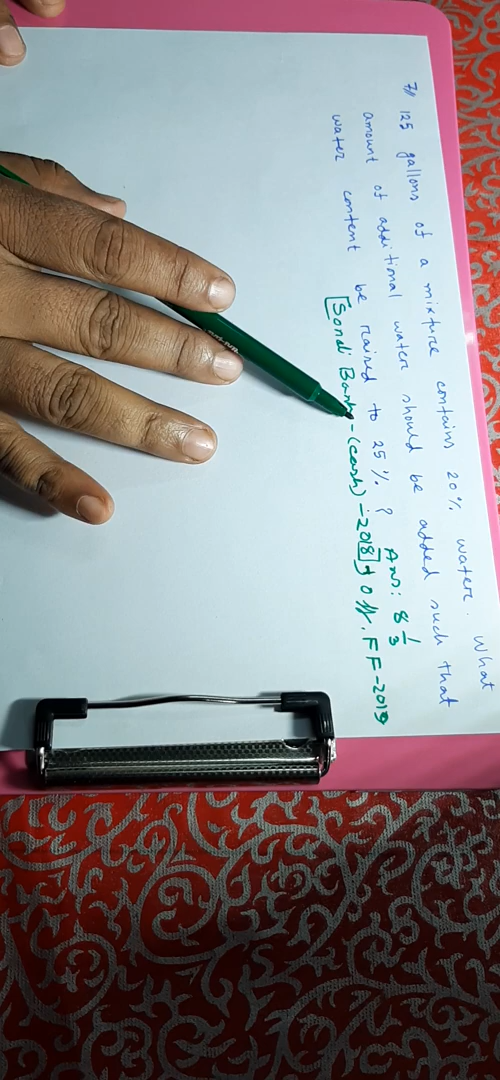 7// 125 gallons of a mixture contains 20% water. What
amount of additional water should be added such that
water content be raised to 25% ? Ans: 8 1/3
[Sonali Bank - (cash) - 2018] + Off. FF - 2019